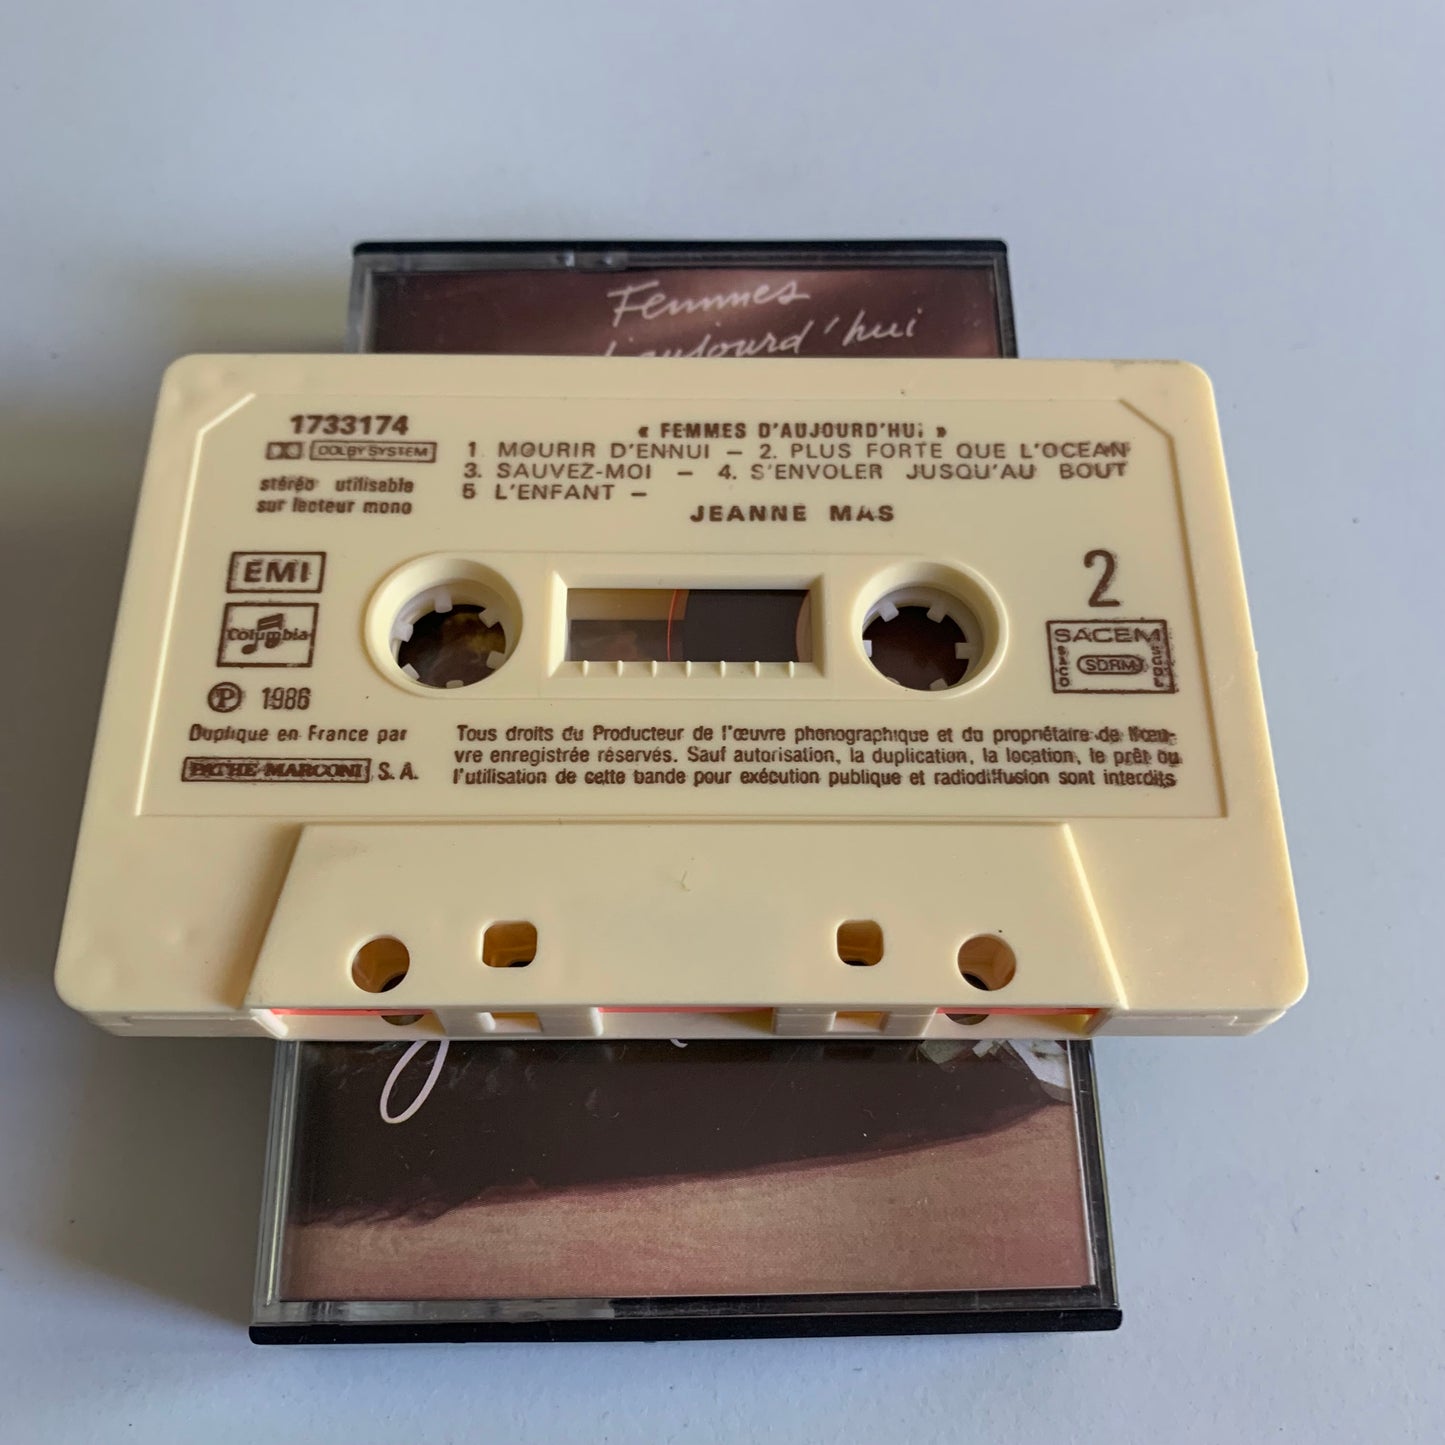 Femmes
d'aujourd'hui
1733174
DOLBY SYSTEM
stéréo utilisable
sur lecteur mono
« FEMMES D'AUJOURD'HUI »
1 MOURIR D'ENNUI – 2. PLUS FORTE QUE L'OCEAN
3. SAUVEZ-MOI – 4. S'ENVOLER JUSQU'AU BOUT
5 L'ENFANT –
JEANNE MAS
EMI
Columbia
℗ 1986
2
SACEM
SDRM
Duplique en France par
PATHE MARCONI S.A.
Tous droits du Producteur de l'œuvre phonographique et du propriétaire de l'œu-
vre enregistrée réservés. Sauf autorisation, la duplication, la location, le prêt ou
l'utilisation de cette bande pour exécution publique et radiodiffusion sont interdits